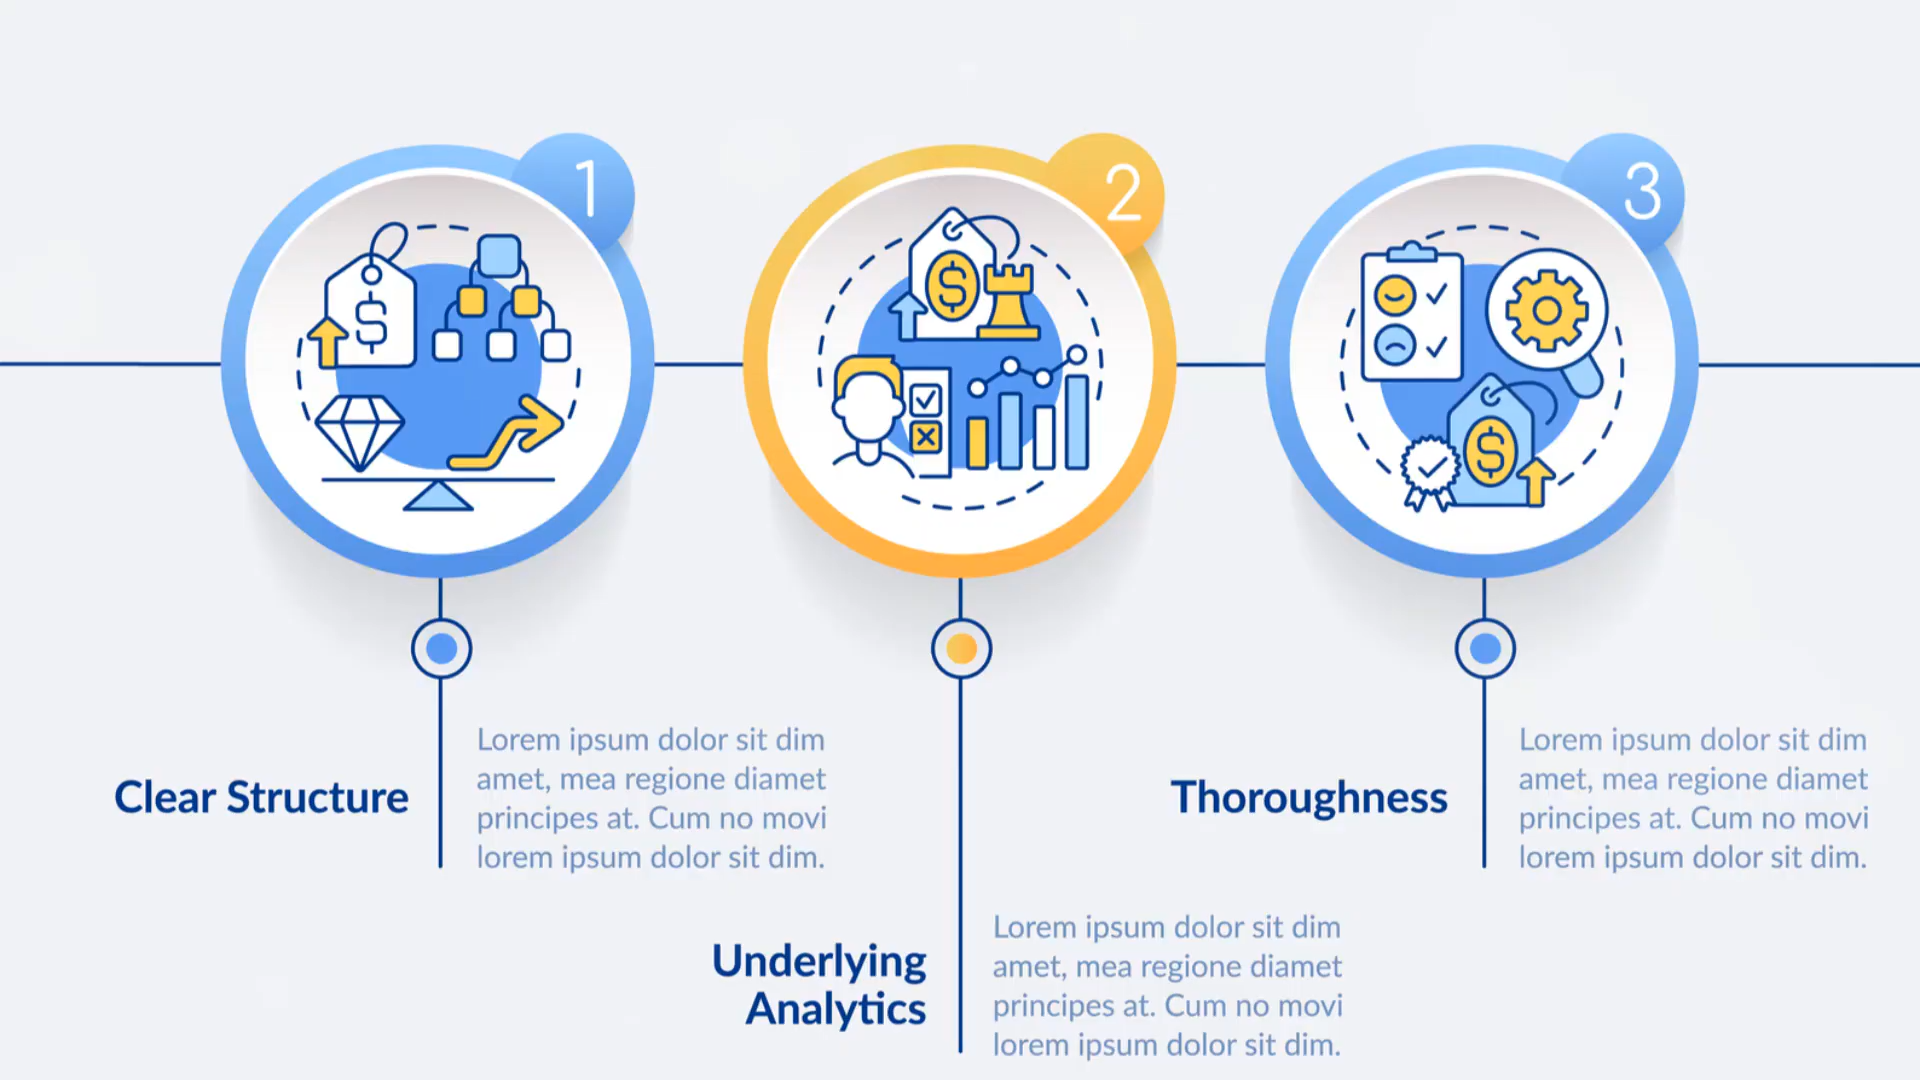 1
2
3
Clear Structure
Lorem ipsum dolor sit dim
amet, mea regione diamet
principes at. Cum no movi
lorem ipsum dolor sit dim.
Underlying
Analytics
Lorem ipsum dolor sit dim
amet, mea regione diamet
principes at. Cum no movi
lorem ipsum dolor sit dim.
Thoroughness
Lorem ipsum dolor sit dim
amet, mea regione diamet
principes at. Cum no movi
lorem ipsum dolor sit dim.